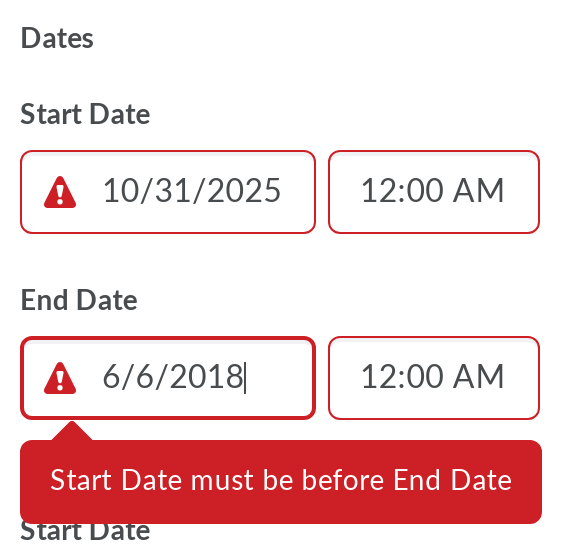 Dates
Start Date
10/31/2025 12:00 AM
End Date
6/6/2018 12:00 AM
Start Date must be before End Date
Start Date